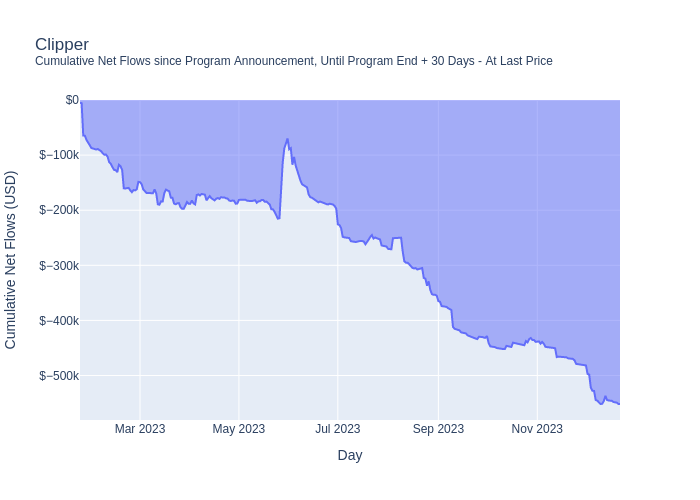 Clipper
Cumulative Net Flows since Program Announcement, Until Program End + 30 Days - At Last Price
Cumulative Net Flows (USD)
$0
$−100k
$−200k
$−300k
$−400k
$−500k
Mar 2023 May 2023 Jul 2023 Sep 2023 Nov 2023
Day